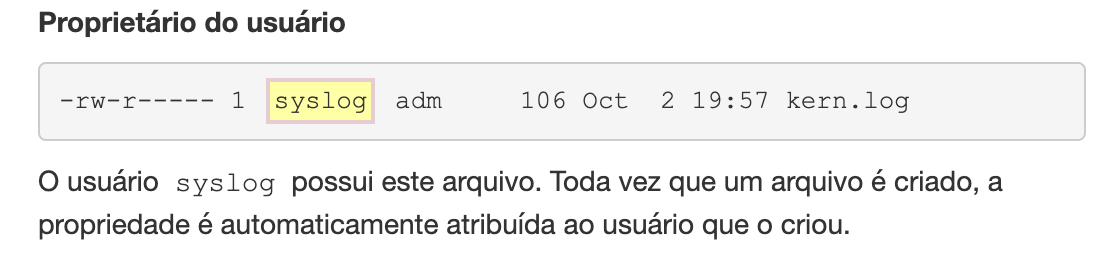 Proprietário do usuário
-rw-r----- 1 syslog adm     106 Oct  2 19:57 kern.log
O usuário syslog possui este arquivo. Toda vez que um arquivo é criado, a
propriedade é automaticamente atribuída ao usuário que o criou.